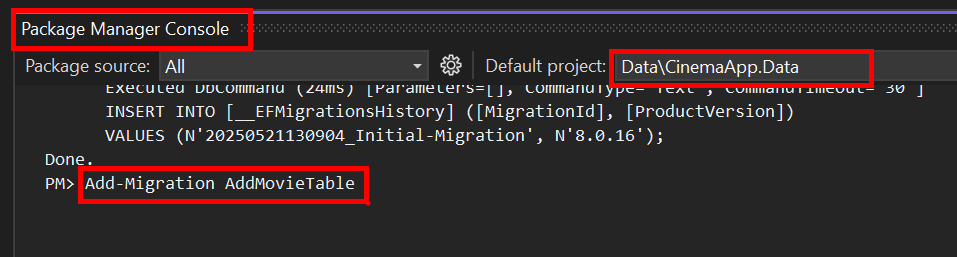 Package Manager Console
Package source: All Default project: Data\CinemaApp.Data
Executed DbCommand (24ms) [Parameters=[], CommandType='Text', CommandTimeout='30']
INSERT INTO [__EFMigrationsHistory] ([MigrationId], [ProductVersion])
VALUES (N'20250521130904_Initial-Migration', N'8.0.16');
Done.
PM> Add-Migration AddMovieTable